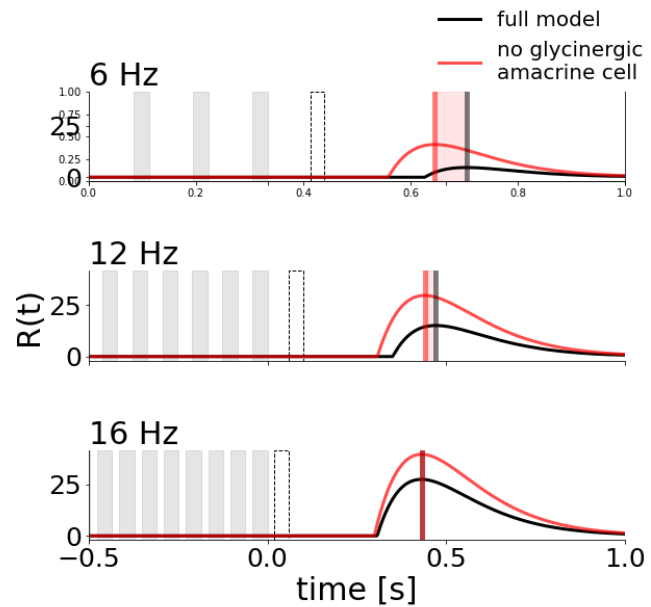 full model
no glycinergic
amacrine cell
6 Hz
1.00
0.75
0.50
0.25
0.00
25
0
0.0 0.2 0.4 0.6 0.8 1.0
12 Hz
25
0
R(t)
16 Hz
25
0
−0.5 0.0 0.5 1.0
time [s]